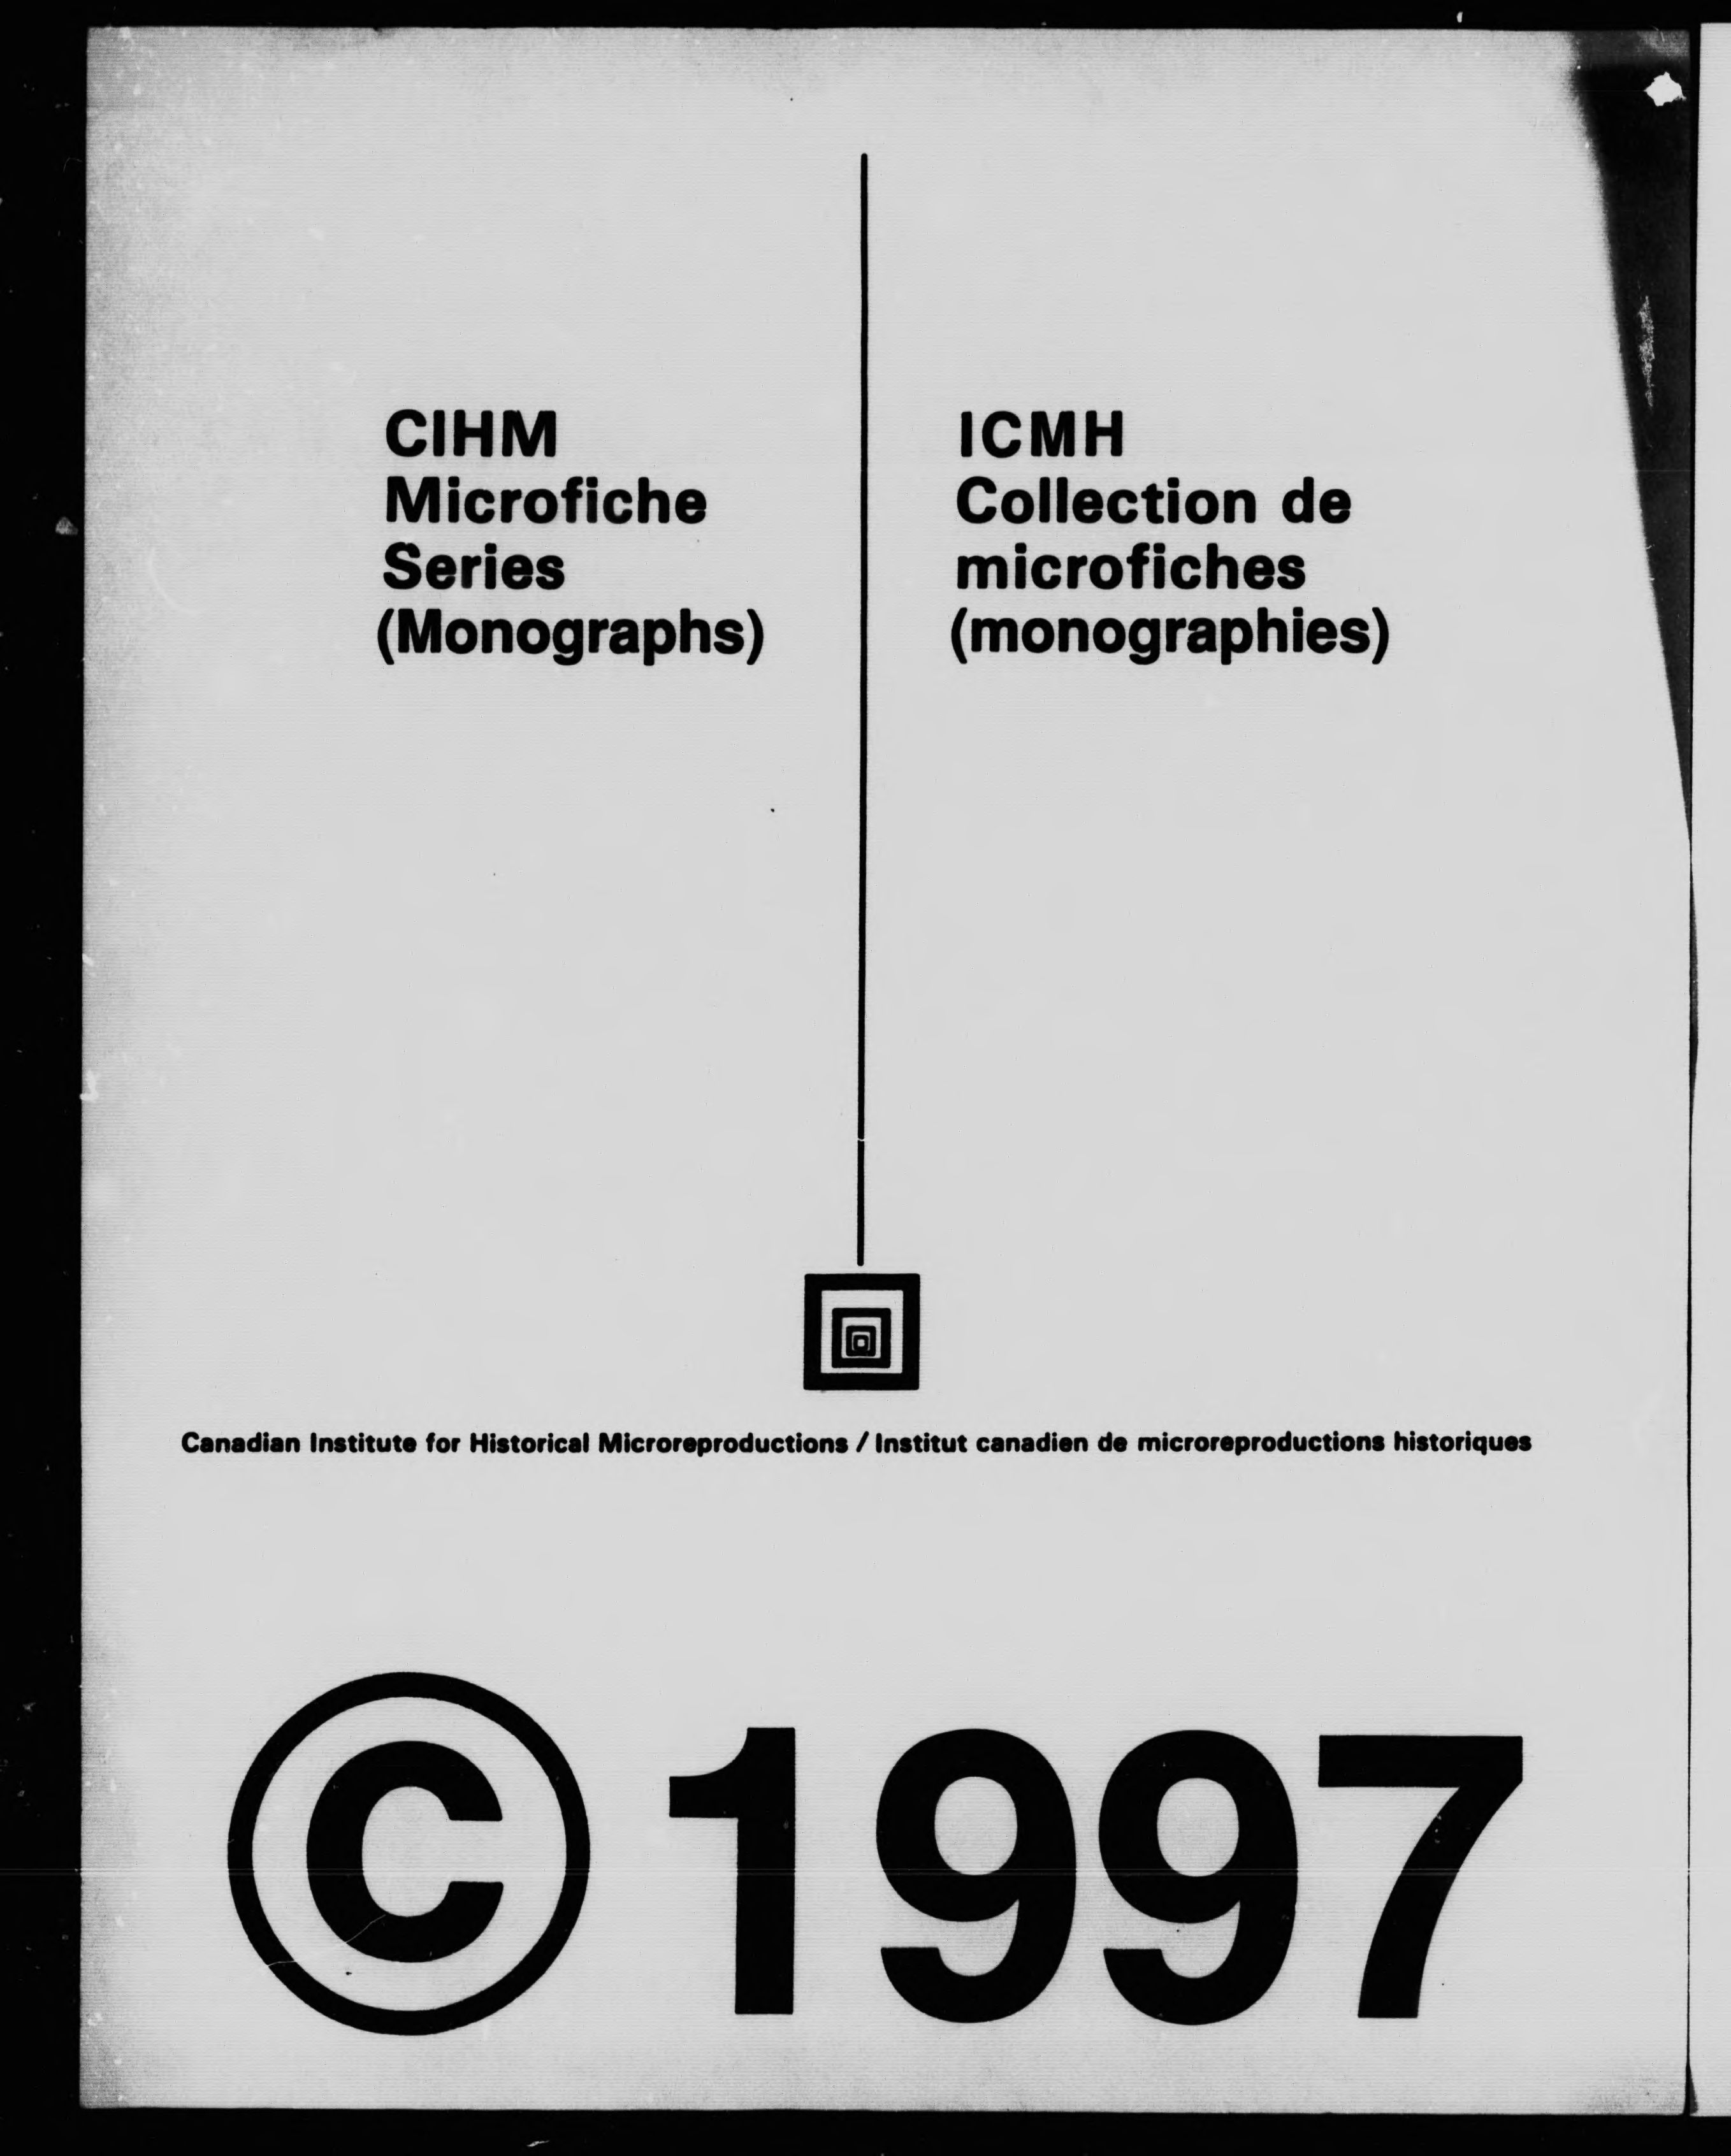 CIHM
Microfiche
Series
(Monographs)
ICMH
Collection de
microfiches
(monographies)
Canadian Institute for Historical Microreproductions / Institut canadien de microreproductions historiques
© 1997